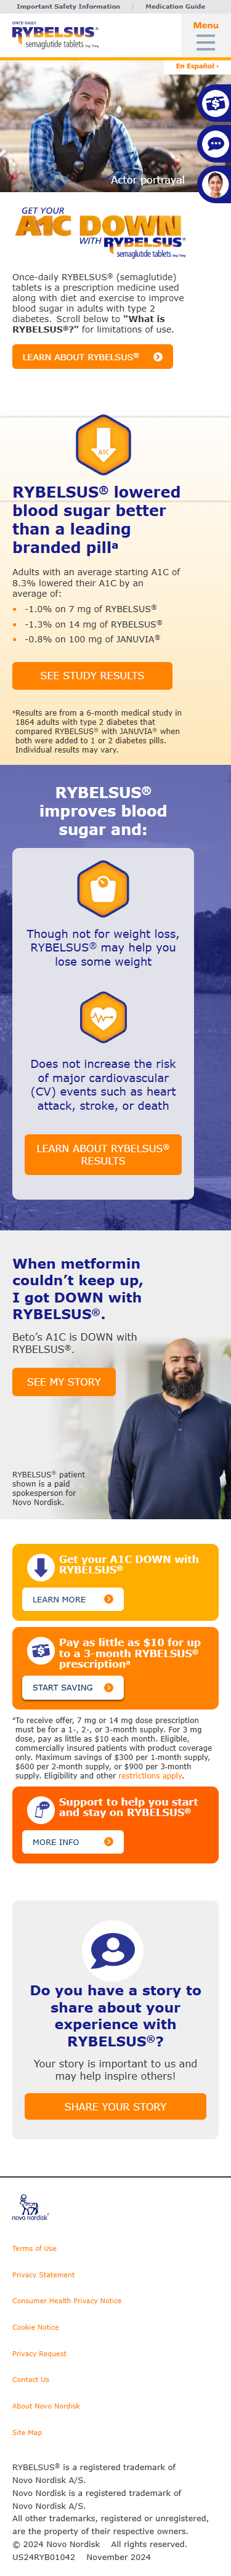 Important Safety Information | Medication Guide
ONCE-DAILY
RYBELSUS®
semaglutide tablets
Menu
En Español ›
Actor portrayal
GET YOUR
A1C DOWN
WITH RYBELSUS®
semaglutide tablets
Once-daily RYBELSUS® (semaglutide)
tablets is a prescription medicine used
along with diet and exercise to improve
blood sugar in adults with type 2
diabetes. Scroll below to "What is
RYBELSUS®?" for limitations of use.
LEARN ABOUT RYBELSUS®
A1C
RYBELSUS® lowered
blood sugar better
than a leading
branded pillᵃ
Adults with an average starting A1C of
8.3% lowered their A1C by an
average of:
• -1.0% on 7 mg of RYBELSUS®
• -1.3% on 14 mg of RYBELSUS®
• -0.8% on 100 mg of JANUVIA®
SEE STUDY RESULTS
ᵃResults are from a 6-month medical study in
1864 adults with type 2 diabetes that
compared RYBELSUS® with JANUVIA® when
both were added to 1 or 2 diabetes pills.
Individual results may vary.
RYBELSUS®
improves blood
sugar and:
Though not for weight loss,
RYBELSUS® may help you
lose some weight
Does not increase the risk
of major cardiovascular
(CV) events such as heart
attack, stroke, or death
LEARN ABOUT RYBELSUS®
RESULTS
When metformin
couldn't keep up,
I got DOWN with
RYBELSUS®.
Beto's A1C is DOWN with
RYBELSUS®.
SEE MY STORY
RYBELSUS® patient
shown is a paid
spokesperson for
Novo Nordisk.
Get your A1C DOWN with
RYBELSUS®
LEARN MORE
Pay as little as $10 for up
to a 3-month RYBELSUS®
prescriptionᵃ
START SAVING
ᵃTo receive offer, 7 mg or 14 mg dose prescription
must be for a 1-, 2-, or 3-month supply. For 3 mg
dose, pay as little as $10 each month. Eligible,
commercially insured patients with product coverage
only. Maximum savings of $300 per 1-month supply,
$600 per 2-month supply, or $900 per 3-month
supply. Eligibility and other restrictions apply.
Support to help you start
and stay on RYBELSUS®
MORE INFO
Do you have a story to
share about your
experience with
RYBELSUS®?
Your story is important to us and
may help inspire others!
SHARE YOUR STORY
novo nordisk®
Terms of Use
Privacy Statement
Consumer Health Privacy Notice
Cookie Notice
Privacy Request
Contact Us
About Novo Nordisk
Site Map
RYBELSUS® is a registered trademark of
Novo Nordisk A/S.
Novo Nordisk is a registered trademark of
Novo Nordisk A/S.
All other trademarks, registered or unregistered,
are the property of their respective owners.
© 2024 Novo Nordisk All rights reserved.
US24RYB01042 November 2024